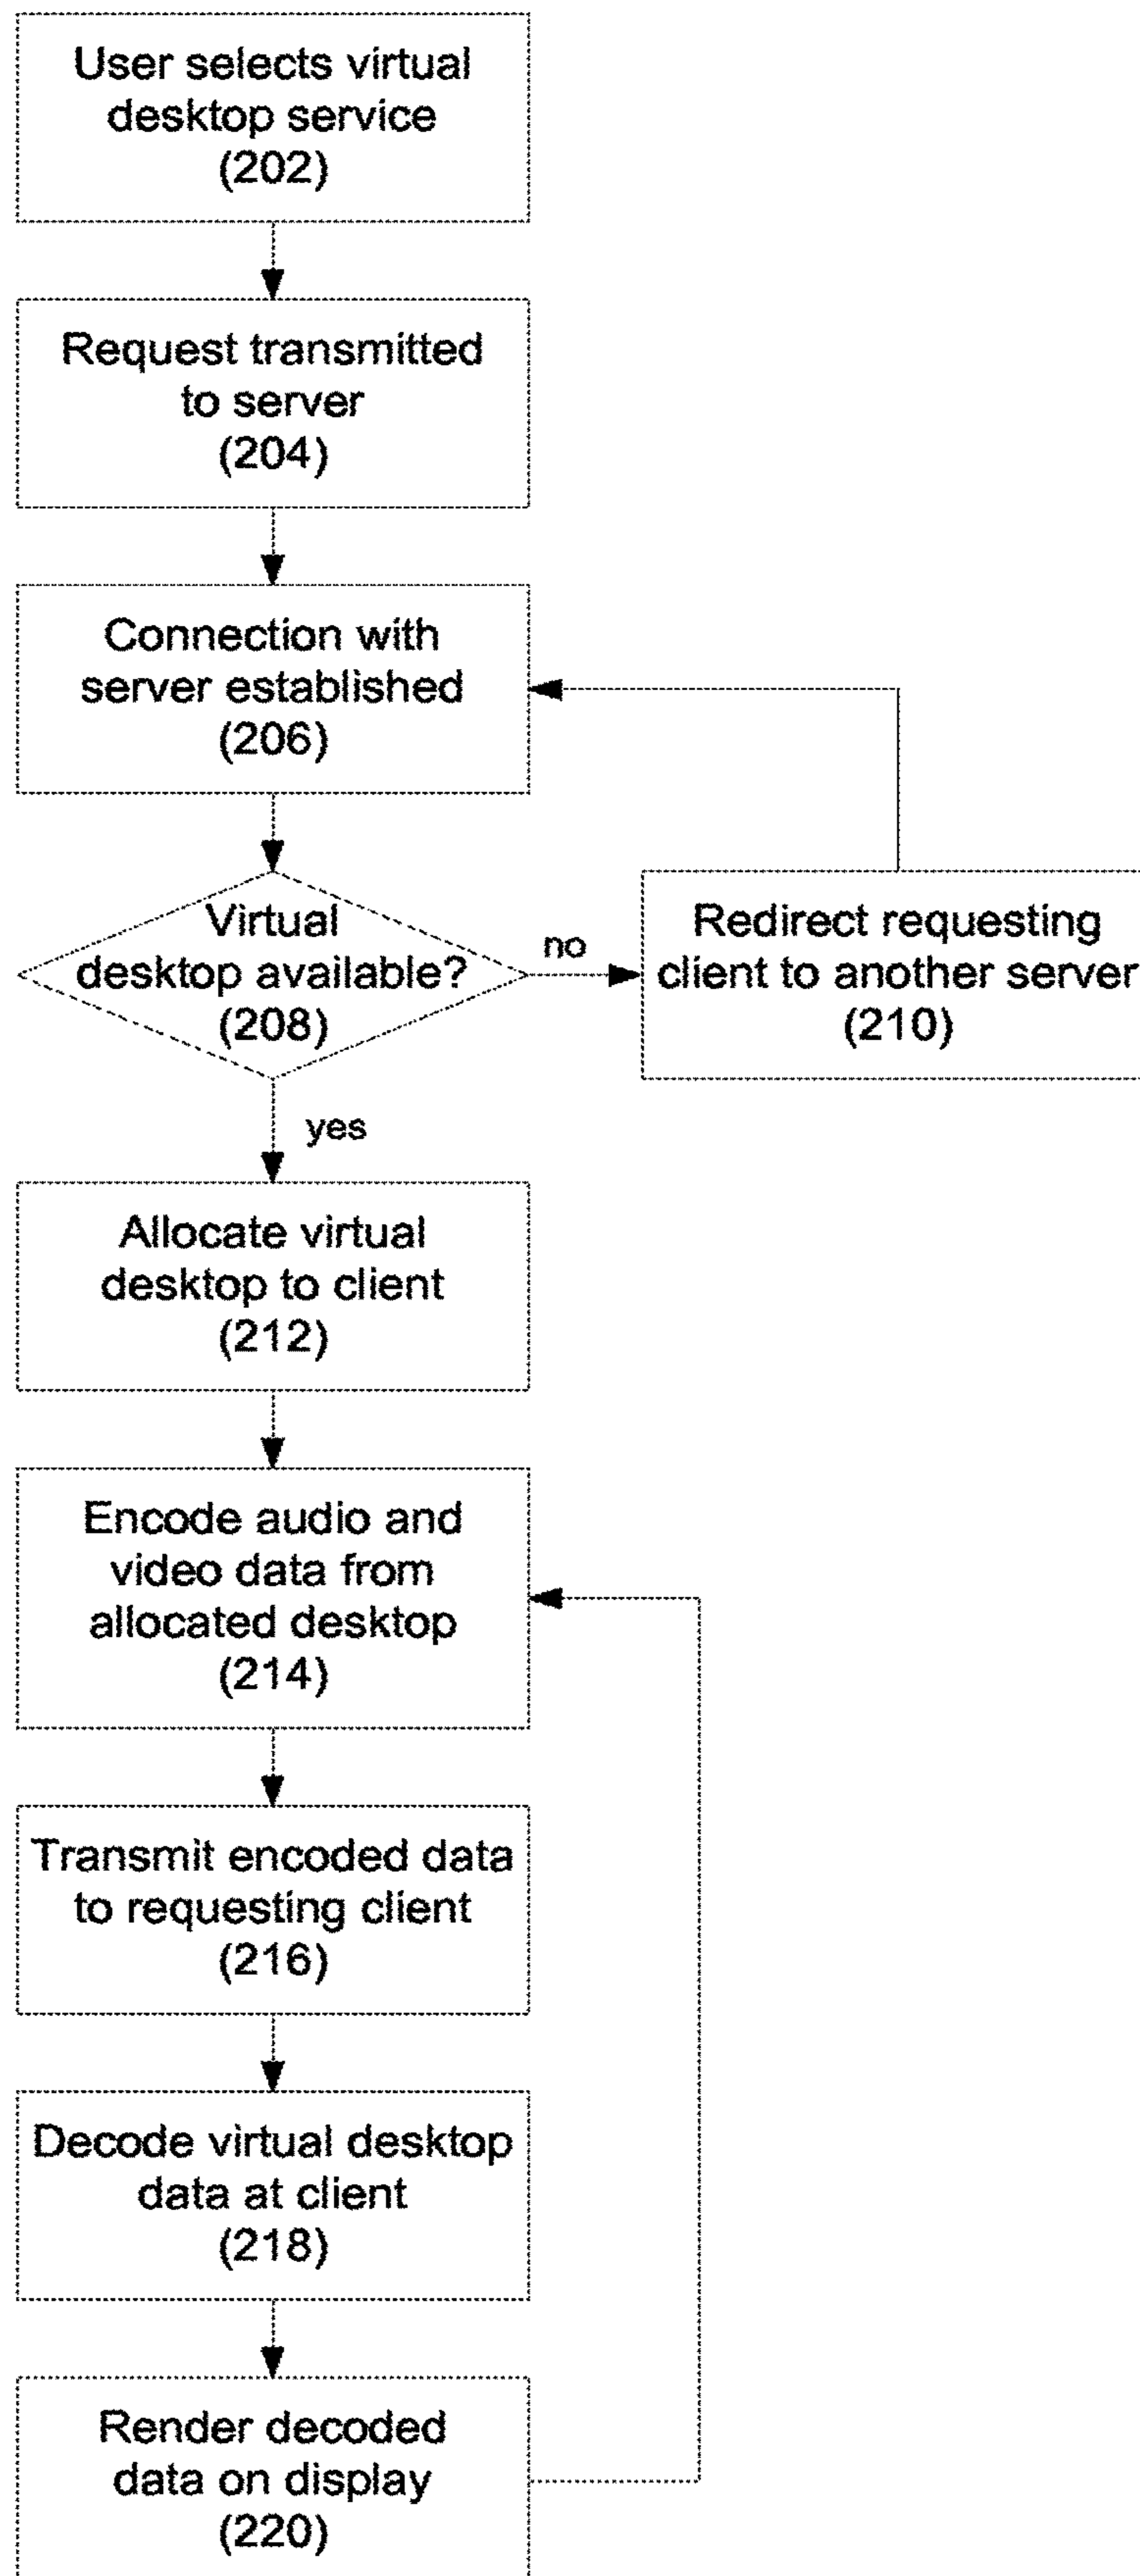 User selects virtual
desktop service
(202)
Request transmitted
to server
(204)
Connection with
server established
(206)
Virtual
desktop available?
(208)
no
Redirect requesting
client to another server
(210)
yes
Allocate virtual
desktop to client
(212)
Encode audio and
video data from
allocated desktop
(214)
Transmit encoded data
to requesting client
(216)
Decode virtual desktop
data at client
(218)
Render decoded
data on display
(220)